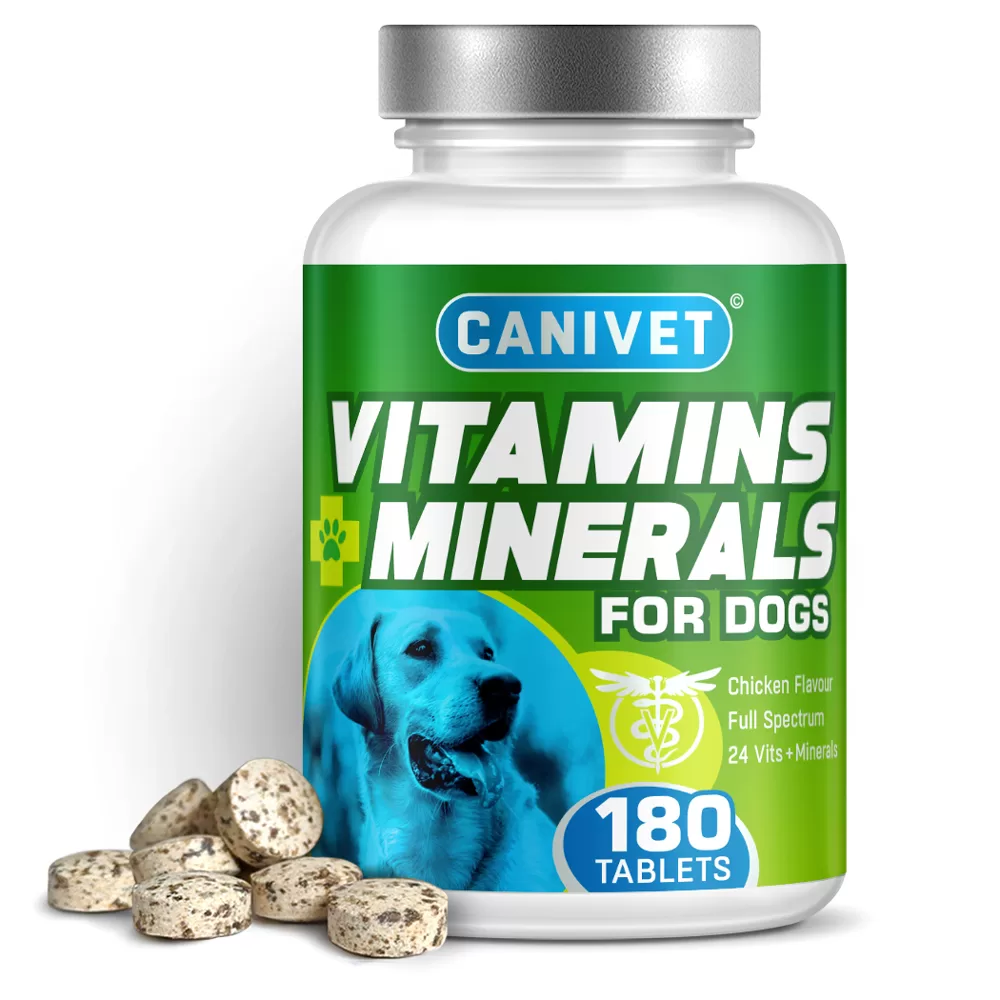 CANIVET ©
VITAMINS
MINERALS
FOR DOGS
Chicken Flavour
Full Spectrum
24 Vits + Minerals
V
180
TABLETS